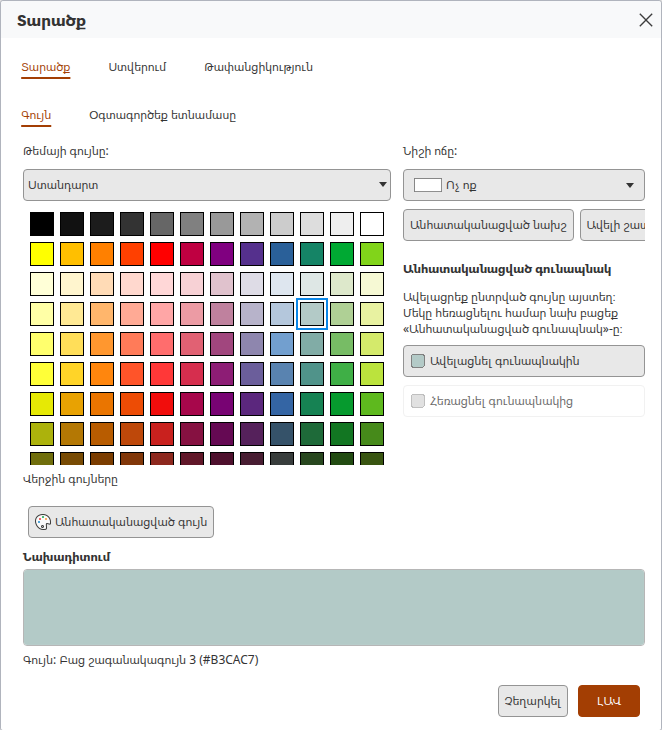 Տարածք
Տարածք Ստվերում Թափանցիկություն
Գույն Օգտագործեք ետնամասը
Թեմայի գույնը:
Ստանդարտ
Նիշի ոճը:
Ոչ ոք
Անհատականացված նախշ
Անհատականացված գունապնակ
Ավելացրեք ընտրված գույնը այստեղ:
Մեկը հեռացնելու համար նախ բացեք
«Անհատականացված գունապնակ»-ը:
Ավելացնել գունապնակին
Հեռացնել գունապնակից
Վերջին գույները
Անհատականացված գույն
Նախադիտում
Գույն: Բաց շագանակագույն 3 (#B3CAC7)
Չեղարկել ԼԱՎ